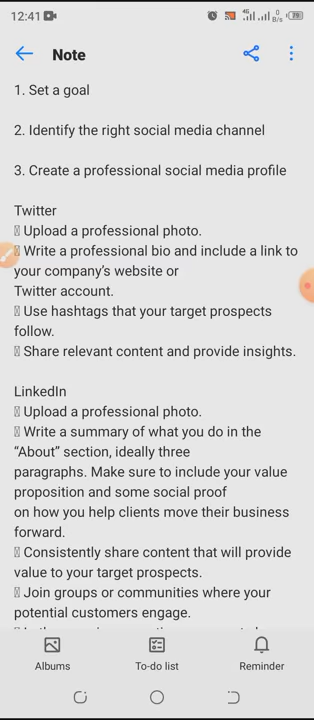 12:41
4G
0
B/s
29
Note
1. Set a goal
2. Identify the right social media channel
3. Create a professional social media profile
Twitter
Upload a professional photo.
Write a professional bio and include a link to
your company's website or
Twitter account.
Use hashtags that your target prospects
follow.
Share relevant content and provide insights.
LinkedIn
Upload a professional photo.
Write a summary of what you do in the
“About” section, ideally three
paragraphs. Make sure to include your value
proposition and some social proof
on how you help clients move their business
forward.
Consistently share content that will provide
value to your target prospects.
Join groups or communities where your
potential customers engage.
Albums
To-do list
Reminder